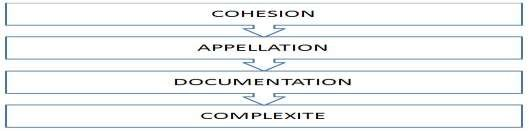 COHESION
APPELLATION
DOCUMENTATION
COMPLEXITE